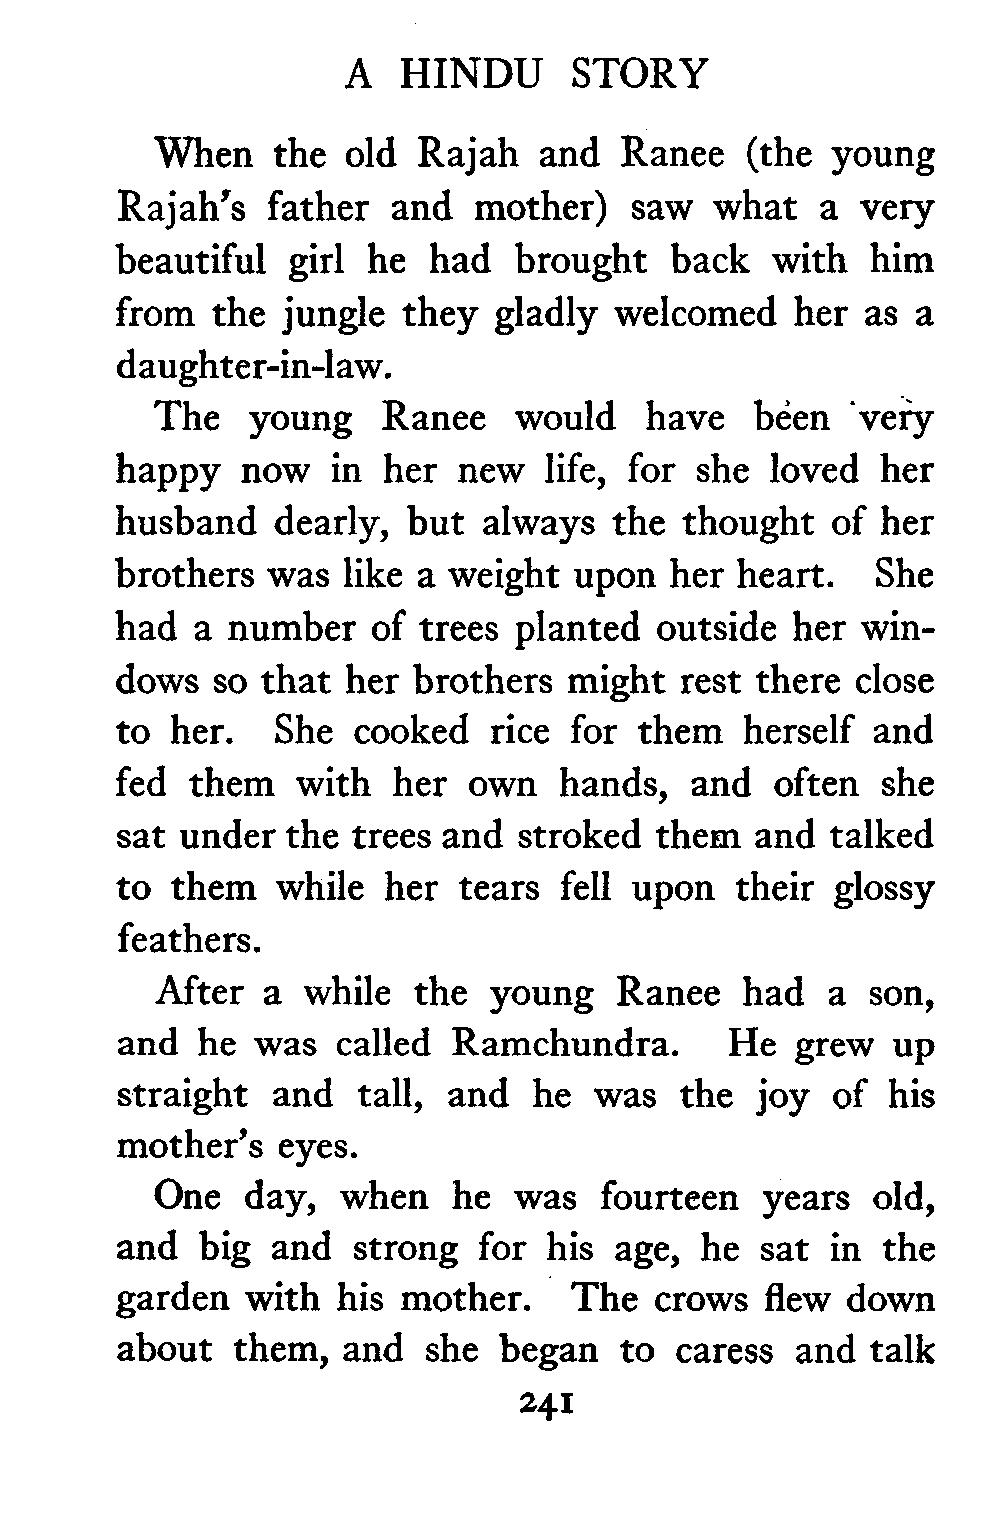 A HINDU STORY
When the old Rajah and Ranee (the young
Rajah's father and mother) saw what a very
beautiful girl he had brought back with him
from the jungle they gladly welcomed her as a
daughter-in-law.
The young Ranee would have been very
happy now in her new life, for she loved her
husband dearly, but always the thought of her
brothers was like a weight upon her heart. She
had a number of trees planted outside her win-
dows so that her brothers might rest there close
to her. She cooked rice for them herself and
fed them with her own hands, and often she
sat under the trees and stroked them and talked
to them while her tears fell upon their glossy
feathers.
After a while the young Ranee had a son,
and he was called Ramchundra. He grew up
straight and tall, and he was the joy of his
mother's eyes.
One day, when he was fourteen years old,
and big and strong for his age, he sat in the
garden with his mother. The crows flew down
about them, and she began to caress and talk
241